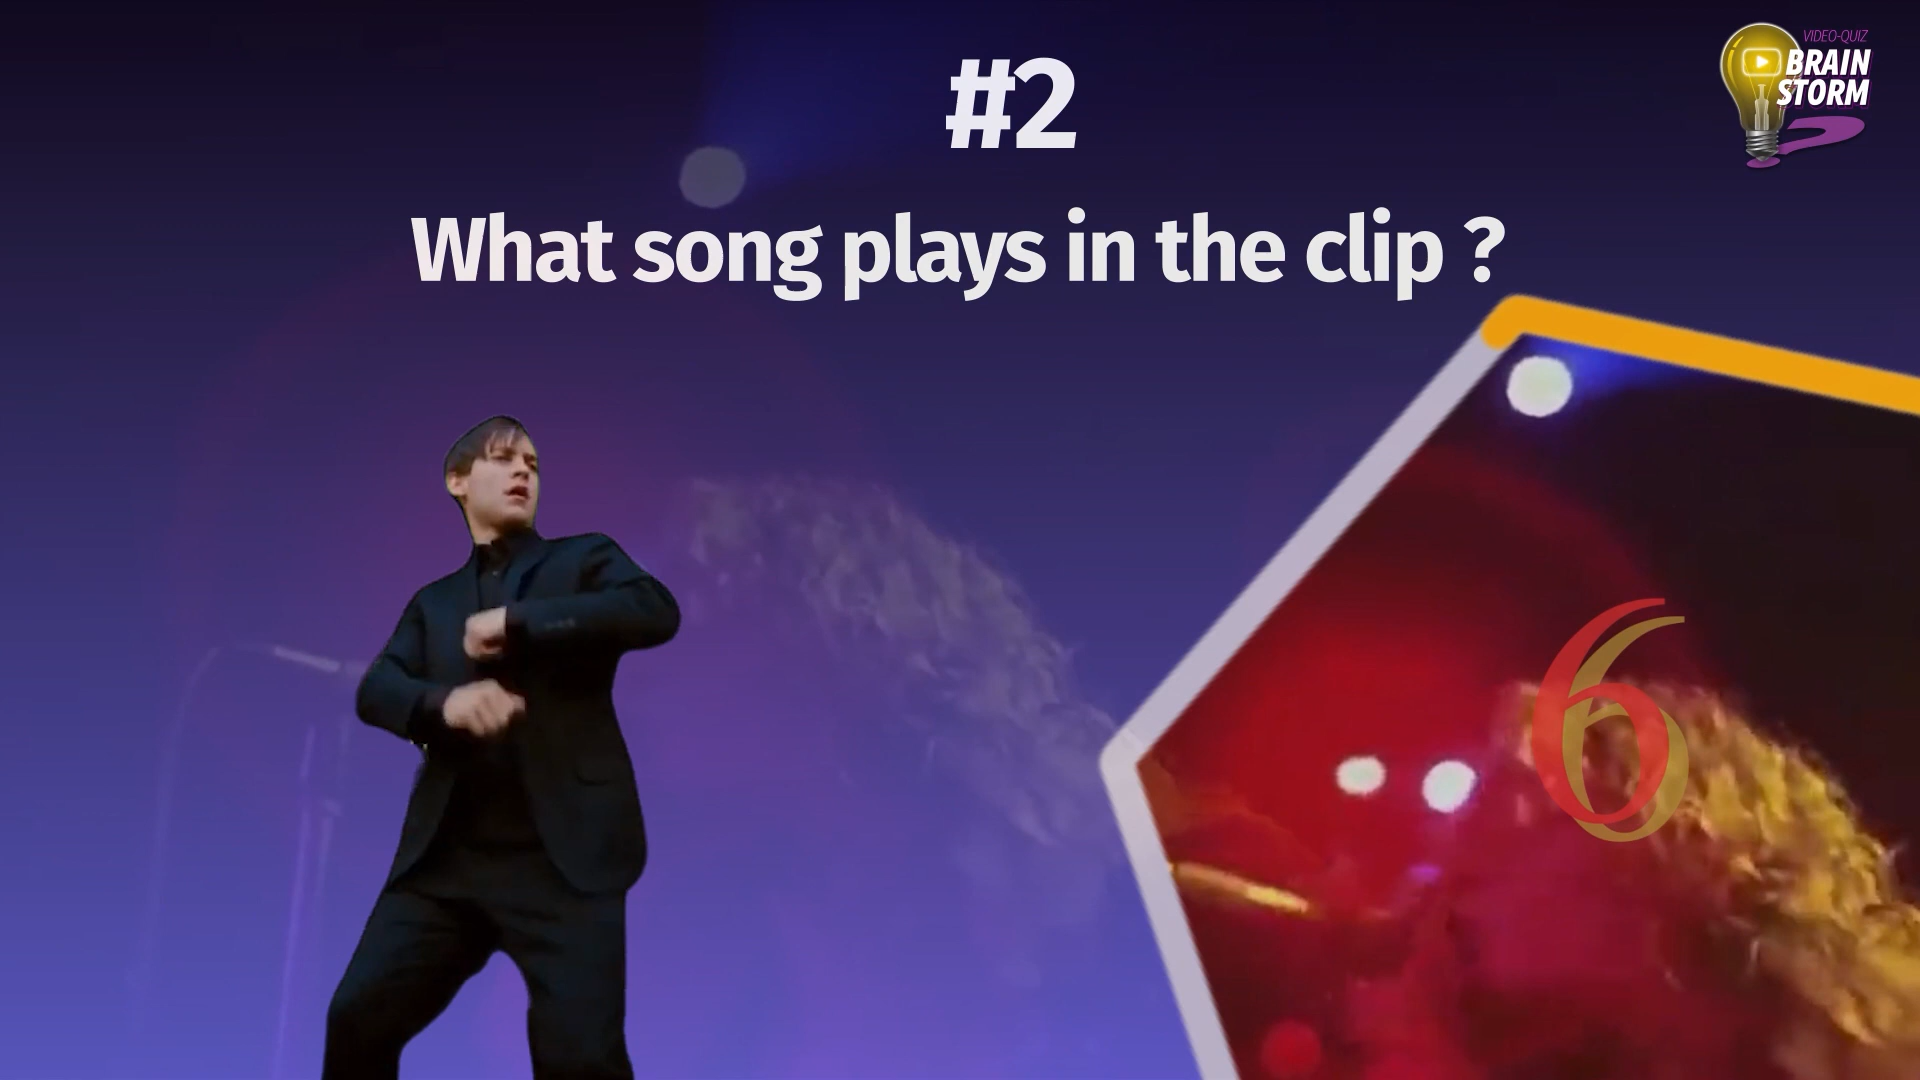 #2
VIDEO-QUIZ
BRAIN
STORM
What song plays in the clip ?
6